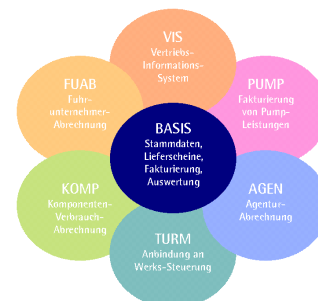 VIS
Vertriebs-
Informations-
System
FUAB
Fuhr-
unternehmer-
Abrechnung
PUMP
Fakturierung
von Pump-
Leistungen
BASIS
Stammdaten,
Lieferscheine,
Fakturierung,
Auswertung
KOMP
Komponenten-
Verbrauch-
Abrechnung
AGEN
Agentur-
Abrechnung
TURM
Anbindung an
Werks-Steuerung